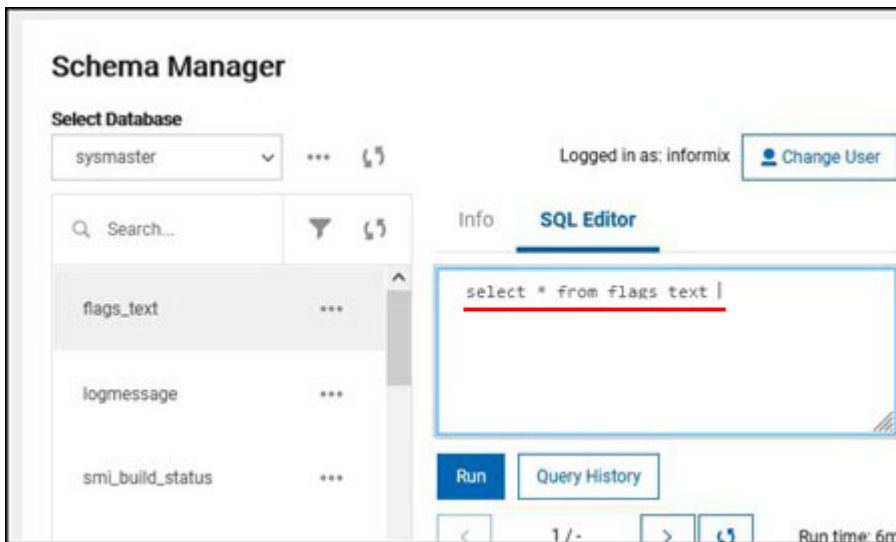 Schema Manager
Select Database
sysmaster
Logged in as: informix
Change User
Search...
Info
SQL Editor
select * from flags text
flags_text
logmessage
smi_build_status
Run
Query History
1 / -
Run time: 6m